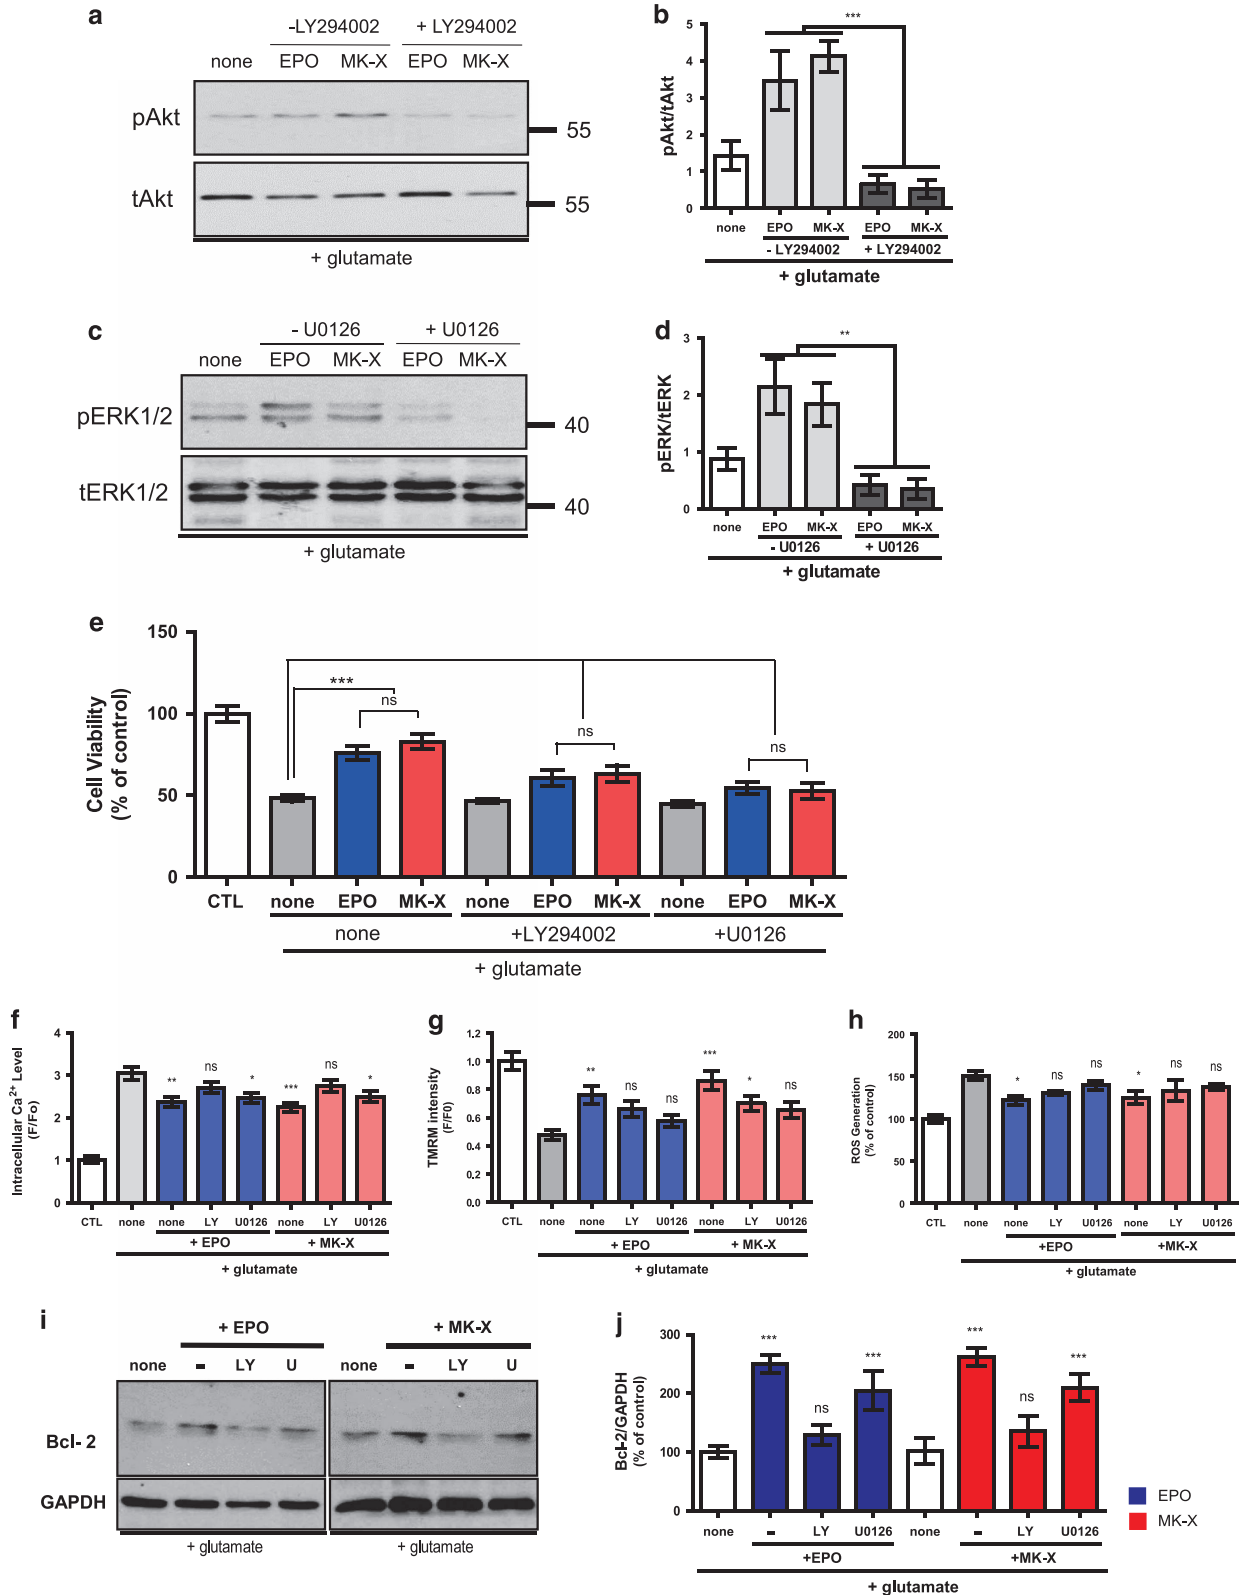 a
-LY294002 + LY294002
none EPO MK-X EPO MK-X
pAkt
55
tAkt
55
+ glutamate
b
***
pAkt/tAkt
5
4
3
2
1
0
none EPO MK-X EPO MK-X
- LY294002 + LY294002
+ glutamate
c
- U0126 + U0126
none EPO MK-X EPO MK-X
pERK1/2
40
tERK1/2
40
+ glutamate
d
**
pERK/tERK
3
2
1
0
none EPO MK-X EPO MK-X
- U0126 + U0126
+ glutamate
e
Cell Viability
(% of control)
150
100
50
0
***
ns
ns
ns
CTL none EPO MK-X none EPO MK-X none EPO MK-X
none +LY294002 +U0126
+ glutamate
f
Intracellular Ca²⁺ Level
(F/Fo)
4
3
2
1
0
** ns * *** ns *
CTL none none LY U0126 none LY U0126
+ EPO + MK-X
+ glutamate
g
TMRM intensity
(F/F0)
1.2
1.0
0.8
0.6
0.4
0.2
0.0
** ns ns *** * ns
CTL none none LY U0126 none LY U0126
+ EPO + MK-X
+ glutamate
h
ROS Generation
(% of control)
200
150
100
50
0
* ns ns * ns ns
CTL none none LY U0126 none LY U0126
+EPO +MK-X
+ glutamate
i
+ EPO + MK-X
none - LY U none - LY U
Bcl- 2
GAPDH
+ glutamate + glutamate
j
Bcl-2/GAPDH
(% of control)
300
200
100
0
*** ns *** *** ns ***
none - LY U0126 none - LY U0126
+EPO +MK-X
+ glutamate
EPO
MK-X